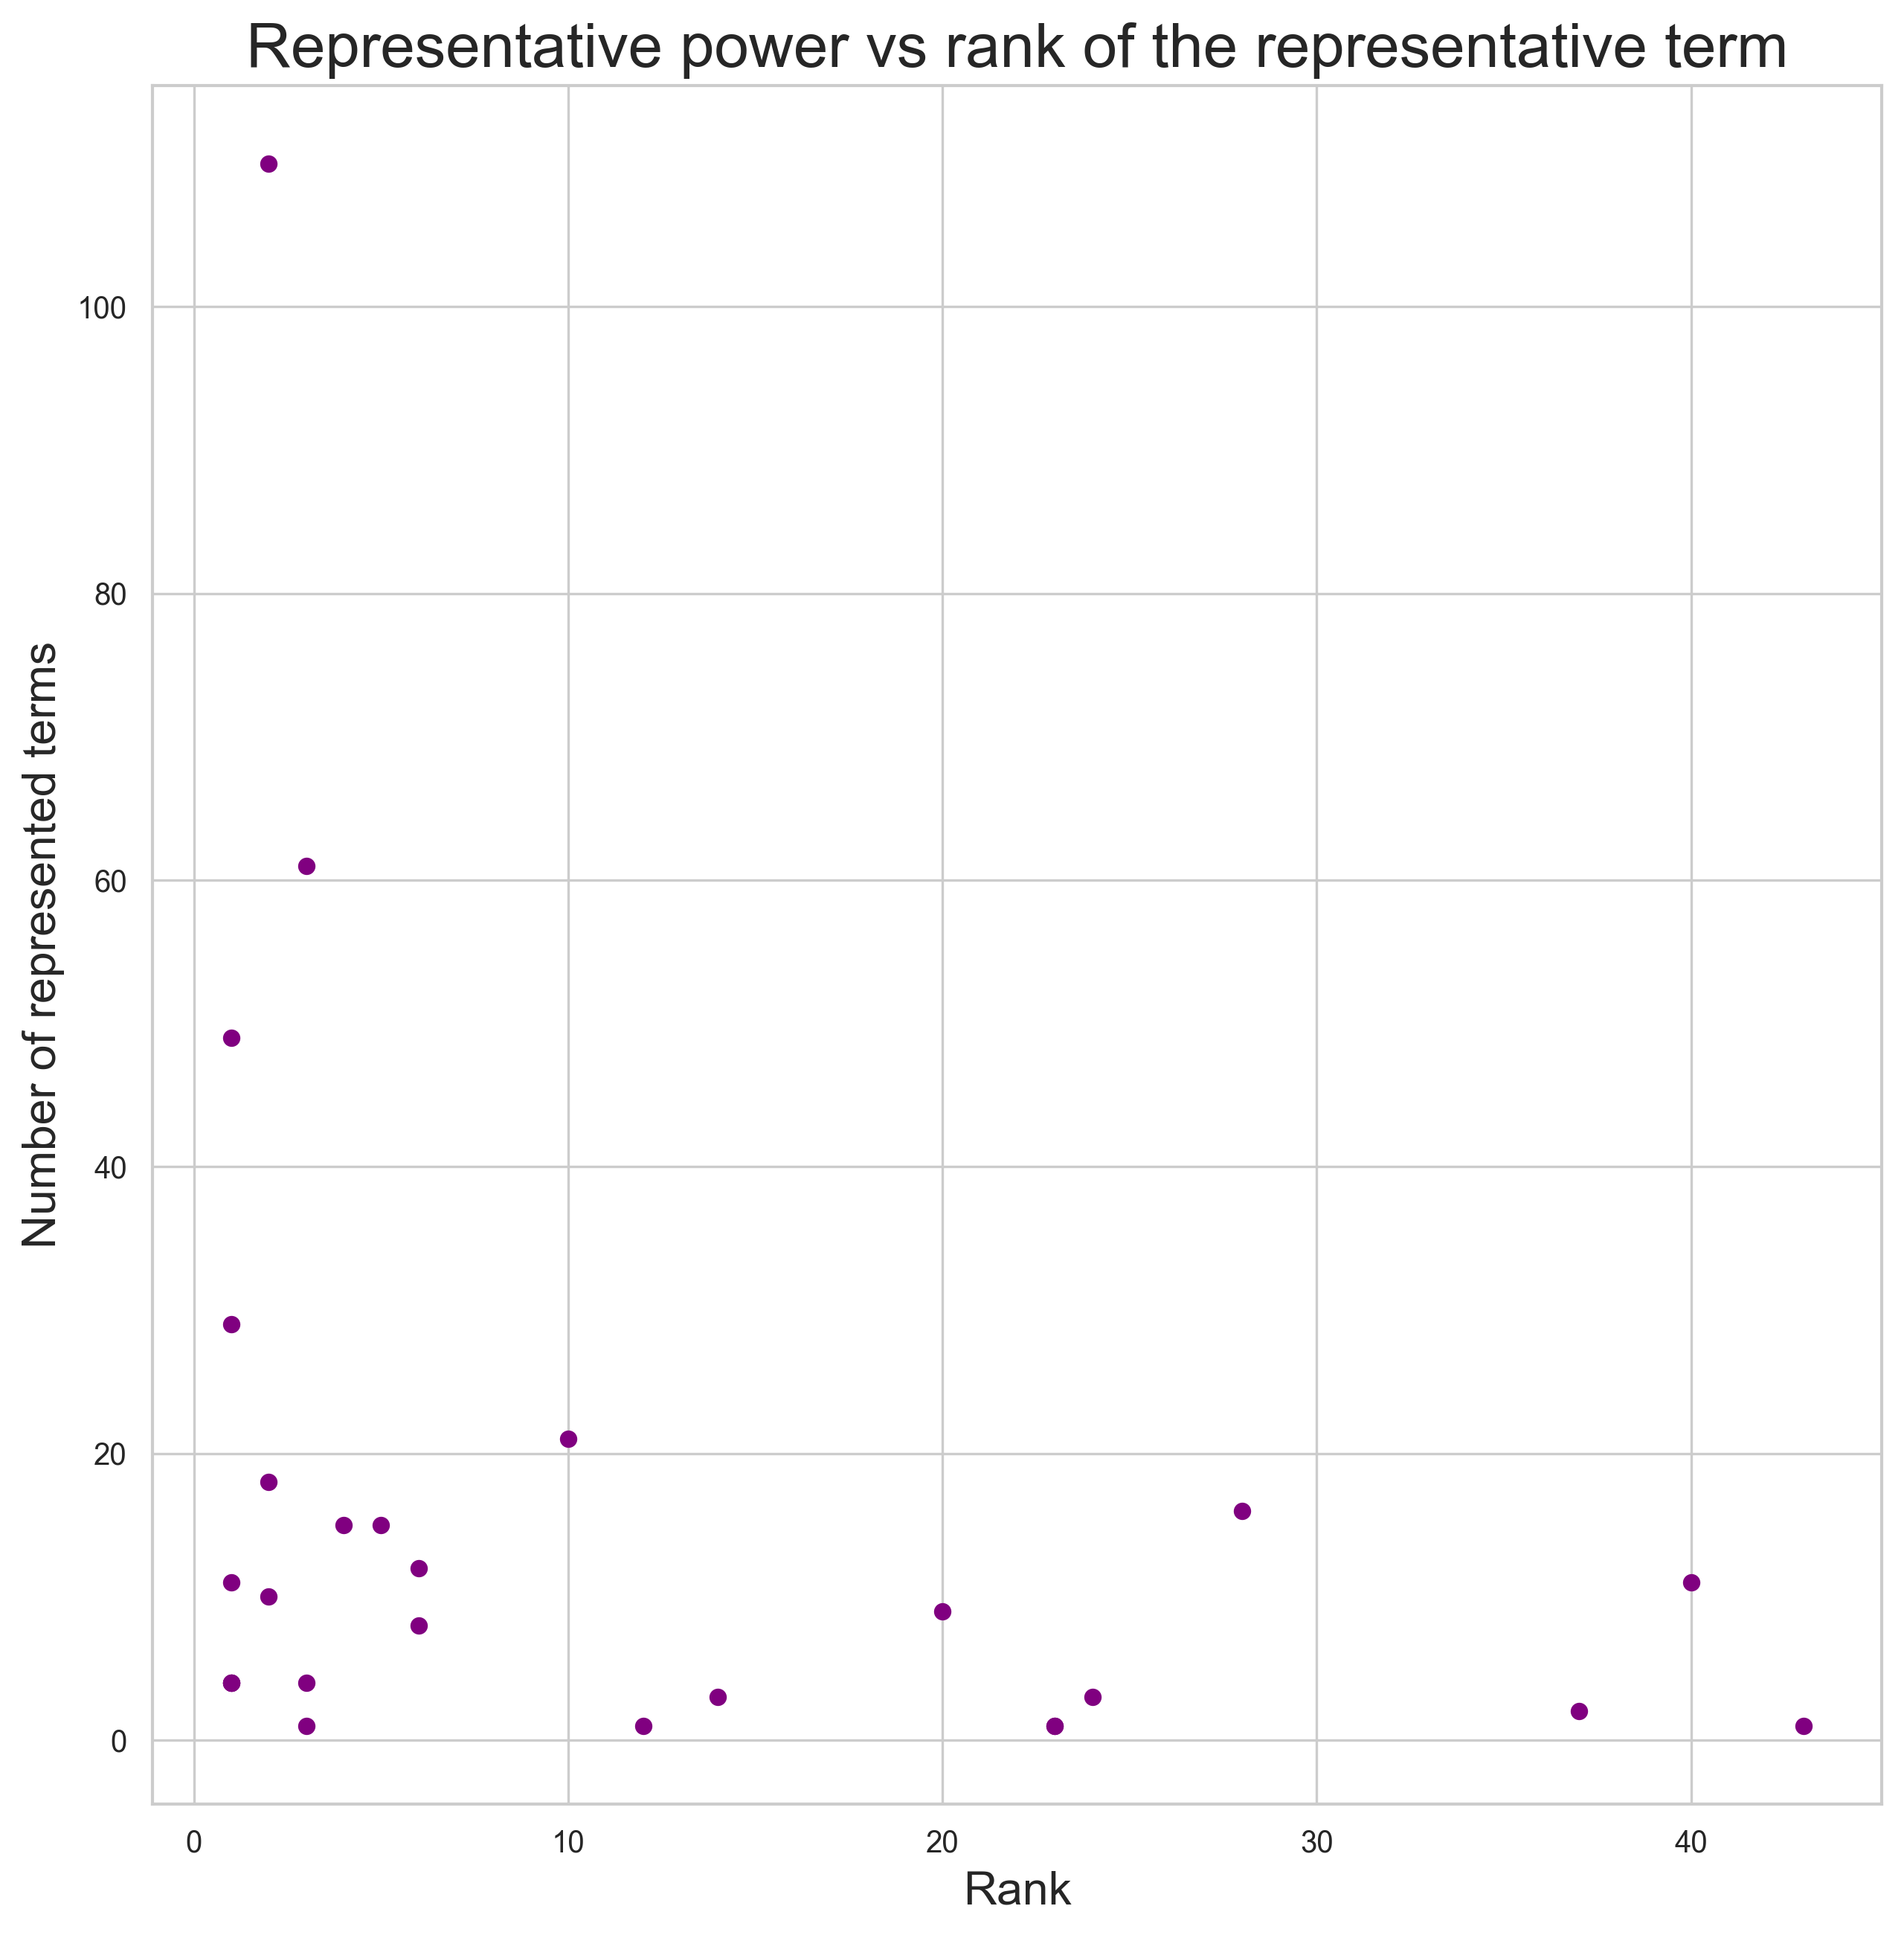 Representative power vs rank of the representative term
Number of represented terms
100
80
60
40
20
0
0 10 20 30 40
Rank